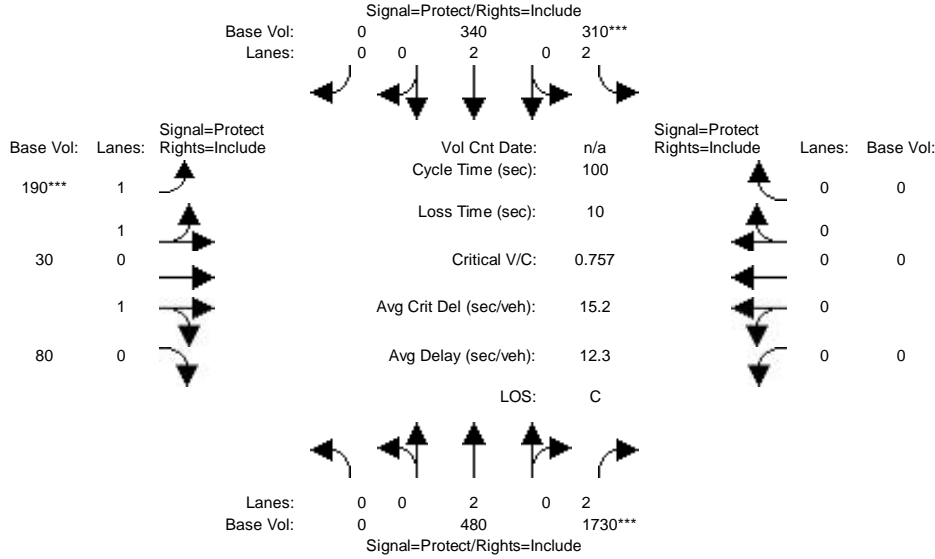 Signal=Protect/Rights=Include
Base Vol: 0 340 310***
Lanes: 0 0 2 0 2
Signal=Protect Signal=Protect
Base Vol: Lanes: Rights=Include Vol Cnt Date: n/a Rights=Include Lanes: Base Vol:
Cycle Time (sec): 100
190*** 1 0 0
Loss Time (sec): 10
1 0
30 0 Critical V/C: 0.757 0 0
1 Avg Crit Del (sec/veh): 15.2 0
80 0 Avg Delay (sec/veh): 12.3 0 0
LOS: C
Lanes: 0 0 2 0 2
Base Vol: 0 480 1730***
Signal=Protect/Rights=Include